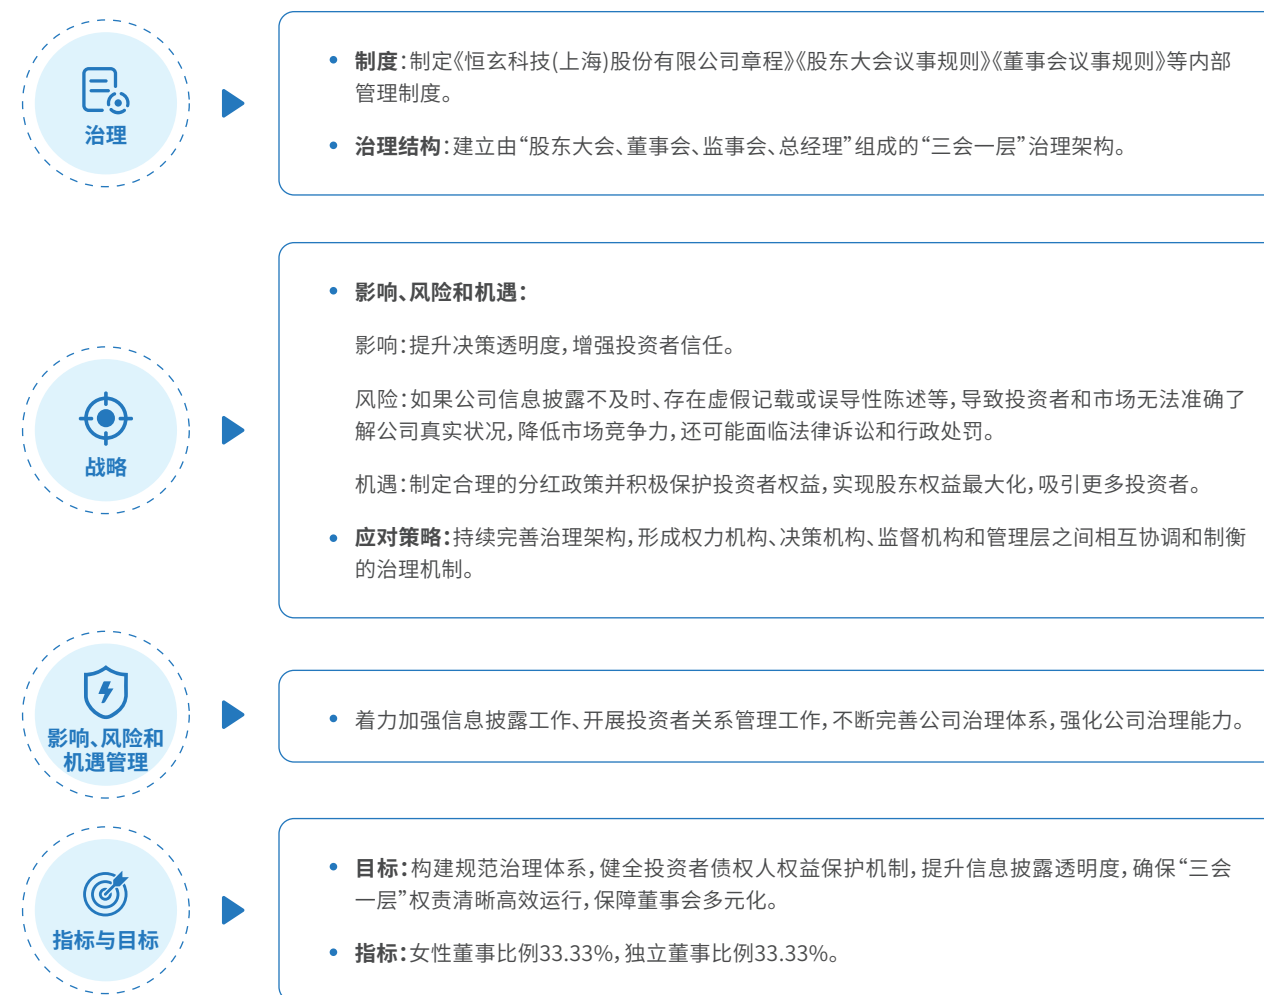 治理
• 制度：制定《恒玄科技(上海)股份有限公司章程》《股东大会议事规则》《董事会议事规则》等内部
管理制度。
• 治理结构：建立由“股东大会、董事会、监事会、总经理”组成的“三会一层”治理架构。
战略
• 影响、风险和机遇：
影响：提升决策透明度，增强投资者信任。
风险：如果公司信息披露不及时、存在虚假记载或误导性陈述等，导致投资者和市场无法准确了
解公司真实状况，降低市场竞争力，还可能面临法律诉讼和行政处罚。
机遇：制定合理的分红政策并积极保护投资者权益，实现股东权益最大化，吸引更多投资者。
• 应对策略：持续完善治理架构，形成权力机构、决策机构、监督机构和管理层之间相互协调和制衡
的治理机制。
影响、风险和
机遇管理
• 着力加强信息披露工作、开展投资者关系管理工作，不断完善公司治理体系，强化公司治理能力。
指标与目标
• 目标：构建规范治理体系，健全投资者债权人权益保护机制，提升信息披露透明度，确保“三会
一层”权责清晰高效运行，保障董事会多元化。
• 指标：女性董事比例33.33%，独立董事比例33.33%。